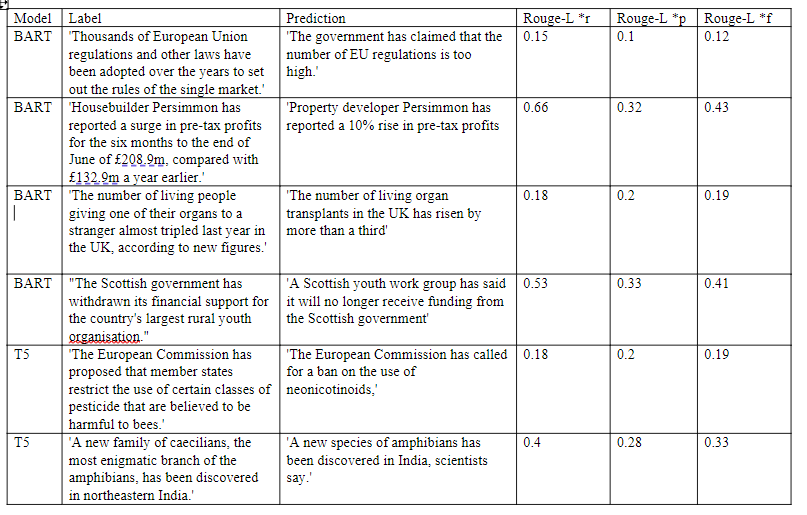 Model Label Prediction Rouge-L *r Rouge-L *p Rouge-L *f
BART 'Thousands of European Union 'The government has claimed that the 0.15 0.1 0.12
regulations and other laws have number of EU regulations is too
been adopted over the years to set high.'
out the rules of the single market.'
BART 'Housebuilder Persimmon has 'Property developer Persimmon has 0.66 0.32 0.43
reported a surge in pre-tax profits reported a 10% rise in pre-tax profits
for the six months to the end of
June of £208.9m, compared with
£132.9m a year earlier.'
BART 'The number of living people 'The number of living organ 0.18 0.2 0.19
giving one of their organs to a transplants in the UK has risen by
stranger almost tripled last year in more than a third'
the UK, according to new figures.'
BART "The Scottish government has 'A Scottish youth work group has said 0.53 0.33 0.41
withdrawn its financial support for it will no longer receive funding from
the country's largest rural youth the Scottish government'
organisation."
T5 'The European Commission has 'The European Commission has called 0.18 0.2 0.19
proposed that member states for a ban on the use of
restrict the use of certain classes of neonicotinoids,'
pesticide that are believed to be
harmful to bees.'
T5 'A new family of caecilians, the 'A new species of amphibians has 0.4 0.28 0.33
most enigmatic branch of the been discovered in India, scientists
amphibians, has been discovered say.'
in northeastern India.'